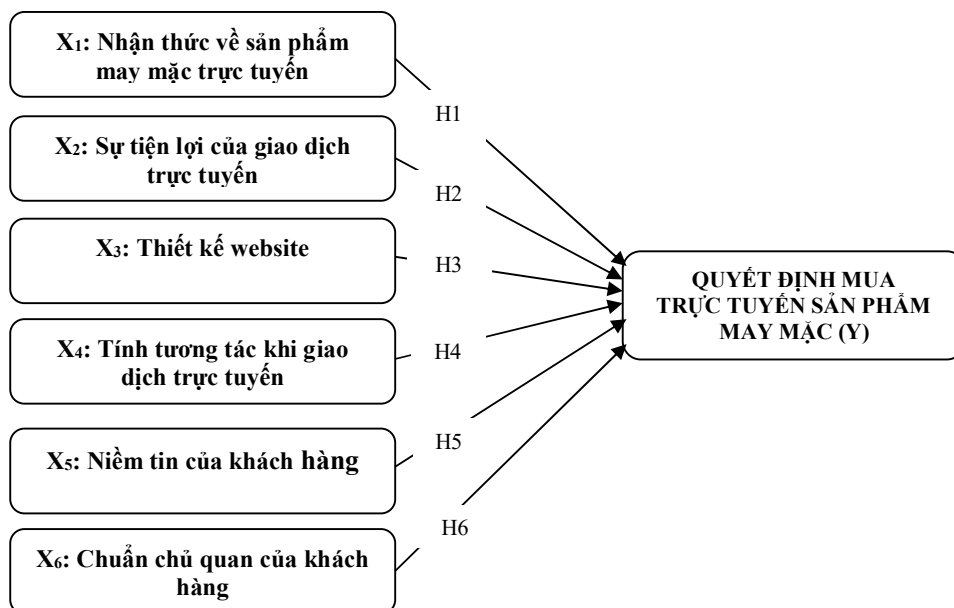 X₁: Nhận thức về sản phẩm
may mặc trực tuyến
H1
X₂: Sự tiện lợi của giao dịch
trực tuyến
H2
X₃: Thiết kế website
H3
QUYẾT ĐỊNH MUA
TRỰC TUYẾN SẢN PHẨM
MAY MẶC (Y)
X₄: Tính tương tác khi giao
dịch trực tuyến
H4
X₅: Niềm tin của khách hàng
H5
X₆: Chuẩn chủ quan của khách
hàng
H6